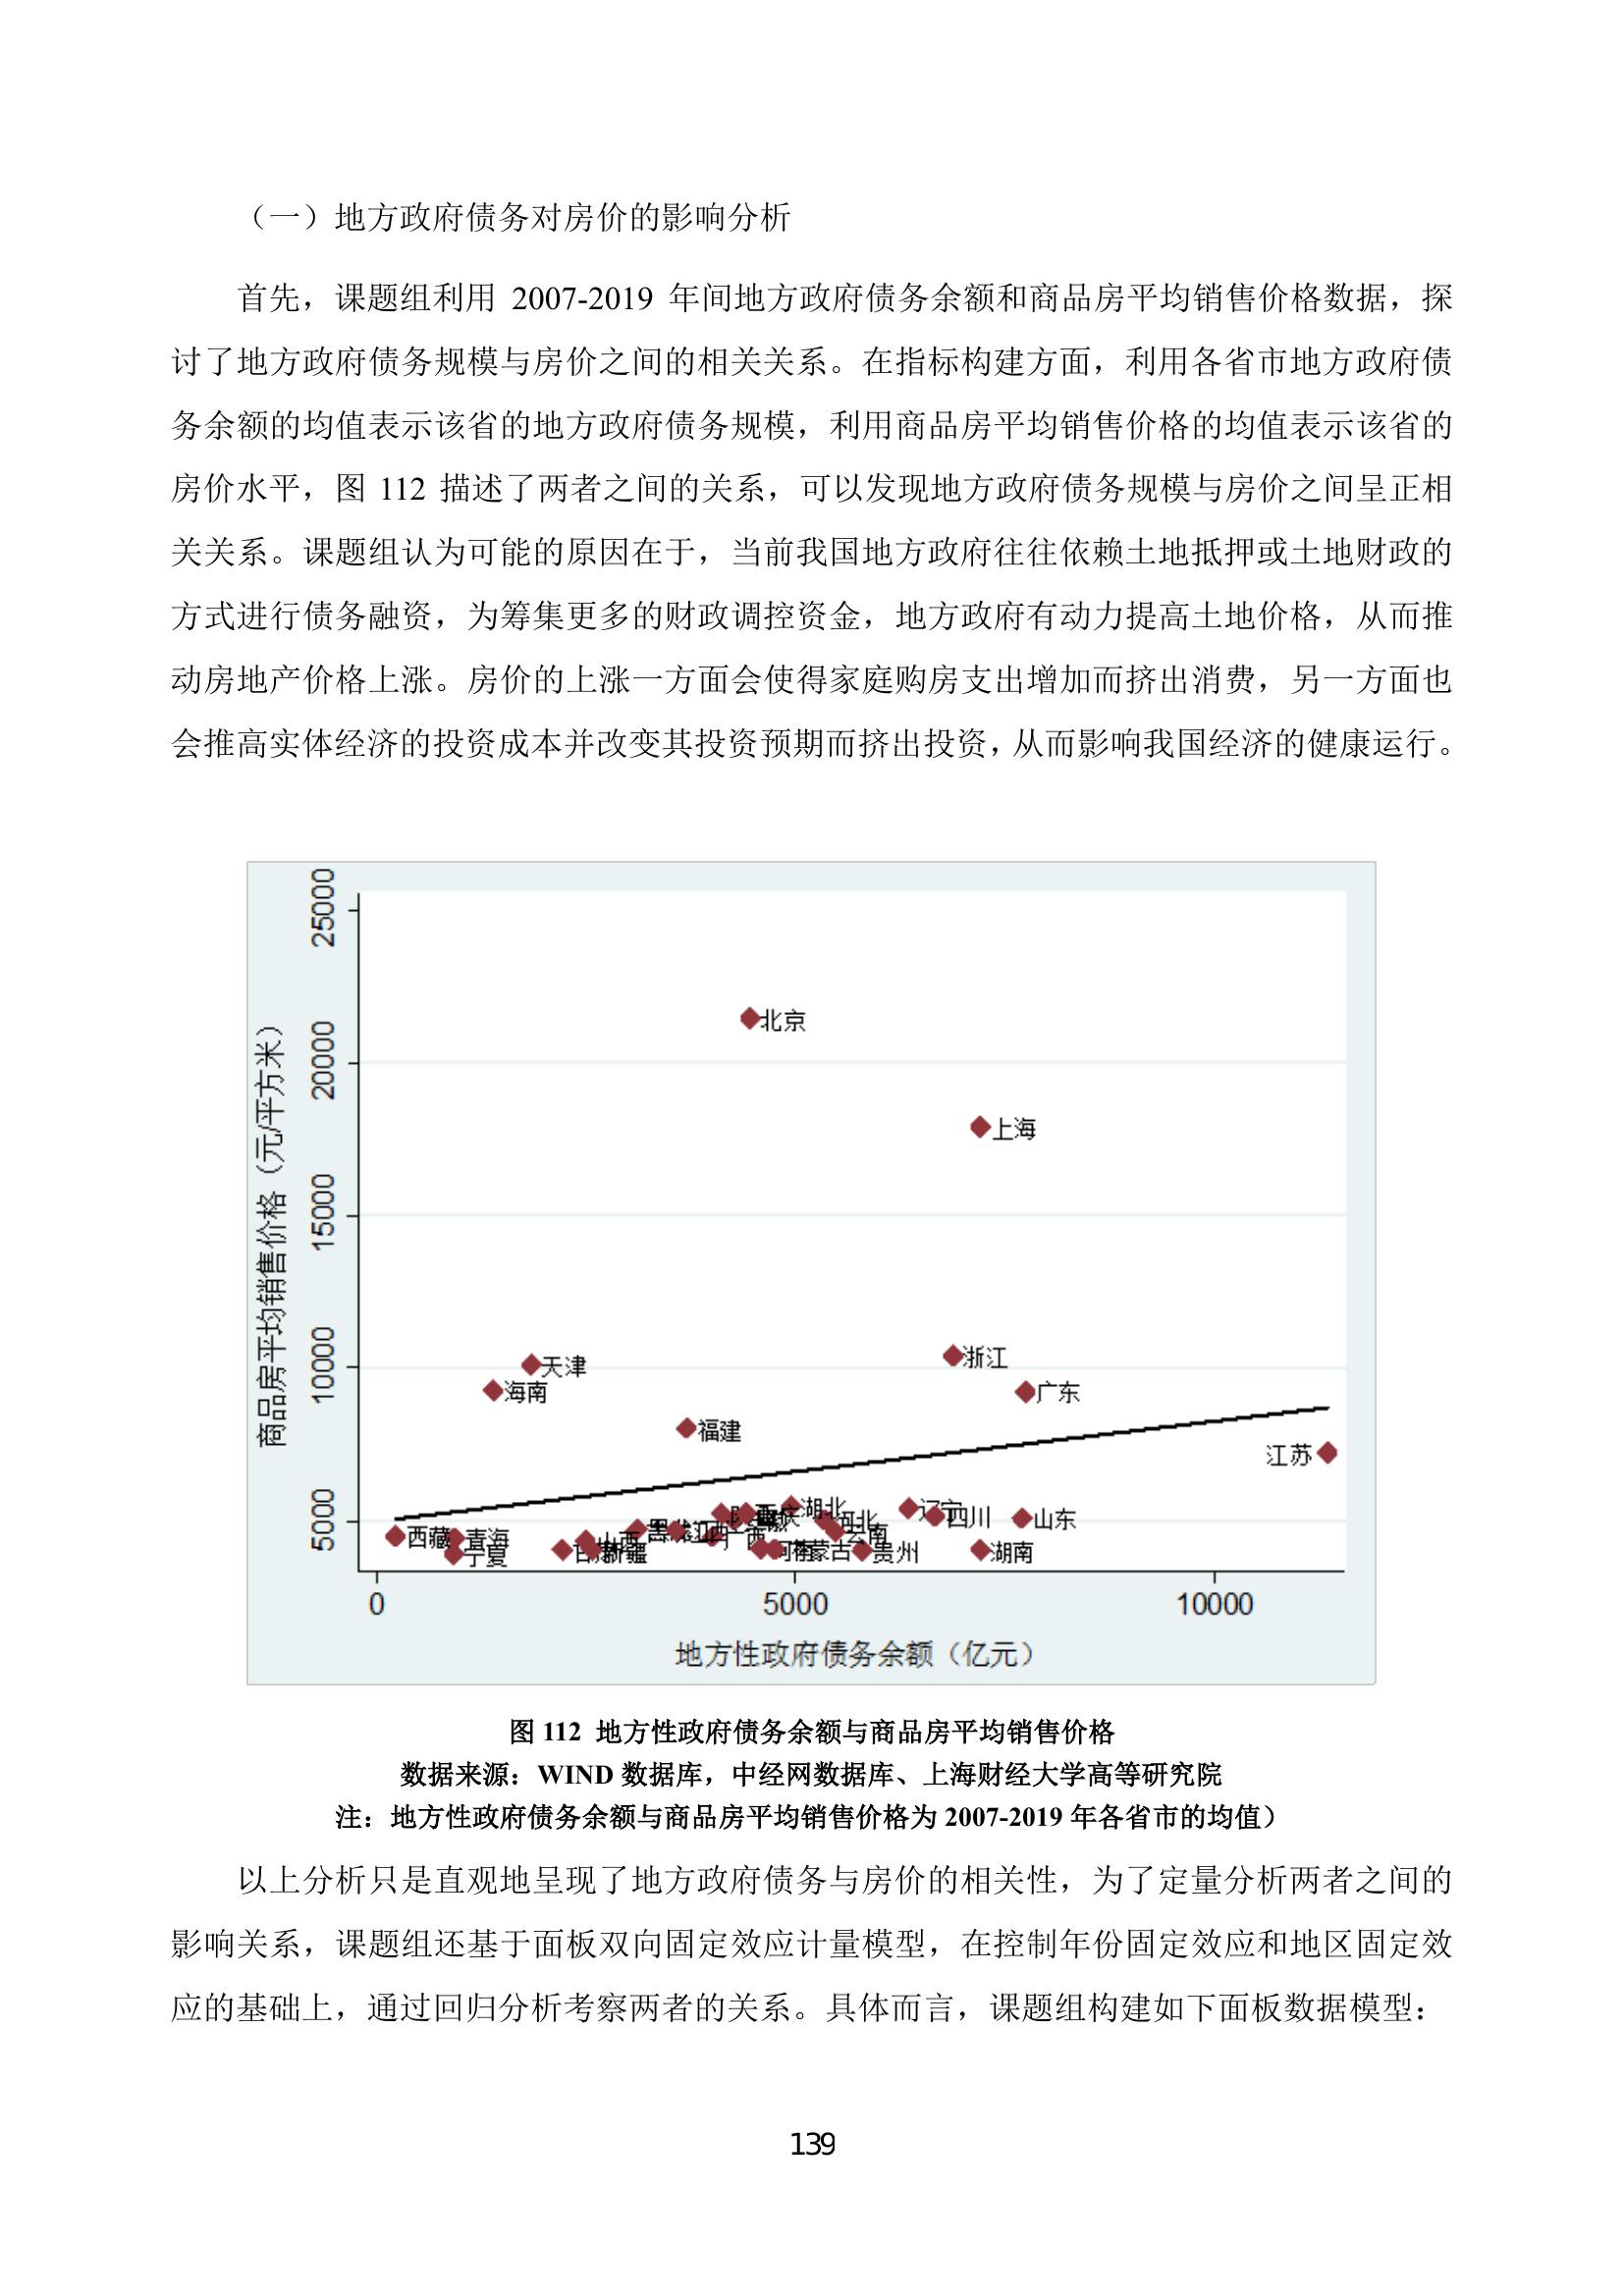 （一）地方政府债务对房价的影响分析
首先，课题组利用 2007-2019 年间地方政府债务余额和商品房平均销售价格数据，探
讨了地方政府债务规模与房价之间的相关关系。在指标构建方面，利用各省市地方政府债
务余额的均值表示该省的地方政府债务规模，利用商品房平均销售价格的均值表示该省的
房价水平，图 112 描述了两者之间的关系，可以发现地方政府债务规模与房价之间呈正相
关关系。课题组认为可能的原因在于，当前我国地方政府往往依赖土地抵押或土地财政的
方式进行债务融资，为筹集更多的财政调控资金，地方政府有动力提高土地价格，从而推
动房地产价格上涨。房价的上涨一方面会使得家庭购房支出增加而挤出消费，另一方面也
会推高实体经济的投资成本并改变其投资预期而挤出投资，从而影响我国经济的健康运行。
商品房平均销售价格（元/平方米）
25000
20000
15000
10000
5000
北京
上海
天津
浙江
海南
广东
福建
江苏
湖北
辽宁
四川
山东
河北
云南
西藏
青海
宁夏
山西
新疆
广西
贵州
湖南
0
5000
10000
地方性政府债务余额（亿元）
图 112 地方性政府债务余额与商品房平均销售价格
数据来源：WIND 数据库，中经网数据库、上海财经大学高等研究院
注：地方性政府债务余额与商品房平均销售价格为 2007-2019 年各省市的均值）
以上分析只是直观地呈现了地方政府债务与房价的相关性，为了定量分析两者之间的
影响关系，课题组还基于面板双向固定效应计量模型，在控制年份固定效应和地区固定效
应的基础上，通过回归分析考察两者的关系。具体而言，课题组构建如下面板数据模型：
139